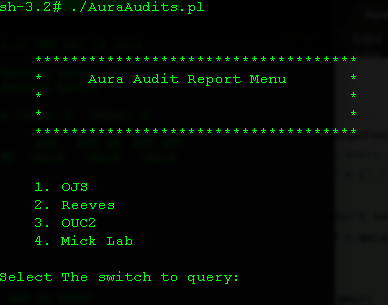 sh-3.2# ./AuraAudits.pl
************************************
* Aura Audit Report Menu *
* *
* *
************************************
1. OJS
2. Reeves
3. OUC2
4. Mick Lab
Select The switch to query: